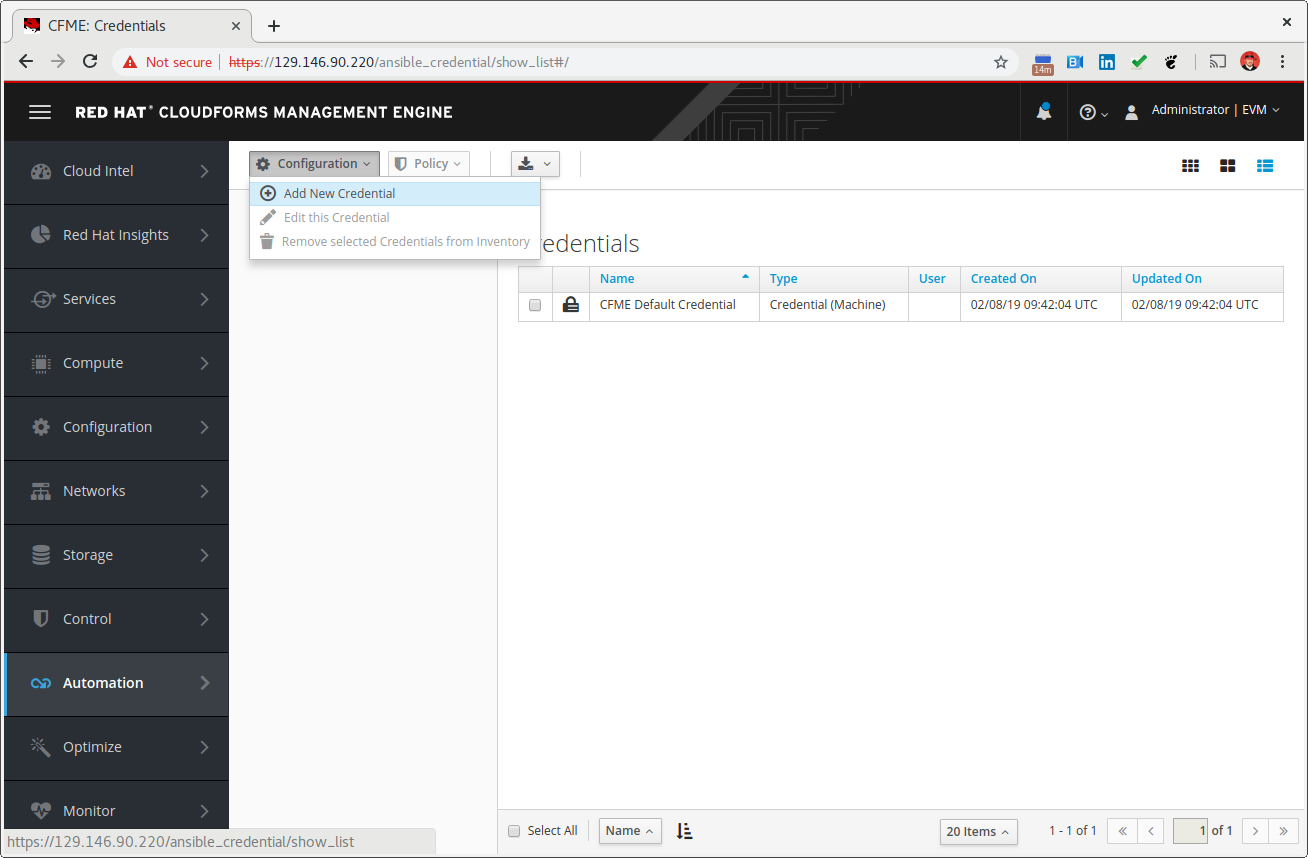 CFME: Credentials
Not secure | https://129.146.90.220/ansible_credential/show_list#/
14m
RED HAT® CLOUDFORMS MANAGEMENT ENGINE
Administrator | EVM
Cloud Intel
Red Hat Insights
Services
Compute
Configuration
Networks
Storage
Control
Automation
Optimize
Monitor
Configuration Policy
Add New Credential
Edit this Credential
Remove selected Credentials from Inventory
redentials
Name Type User Created On Updated On
CFME Default Credential Credential (Machine) 02/08/19 09:42:04 UTC 02/08/19 09:42:04 UTC
Select All Name 20 Items 1 - 1 of 1 1 of 1
https://129.146.90.220/ansible_credential/show_list